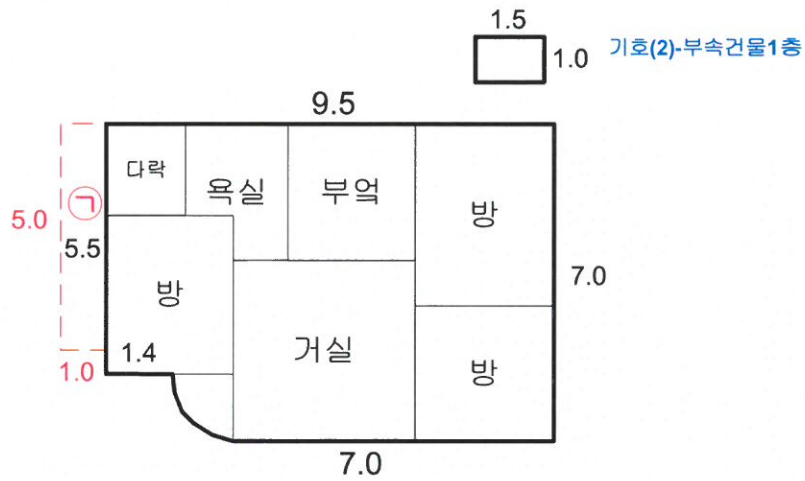 1.5
1.0
기호(2)-부속건물1층
9.5
다락
욕실
부엌
방
ㄱ
5.0
5.5
방
7.0
1.4
거실
방
1.0
7.0